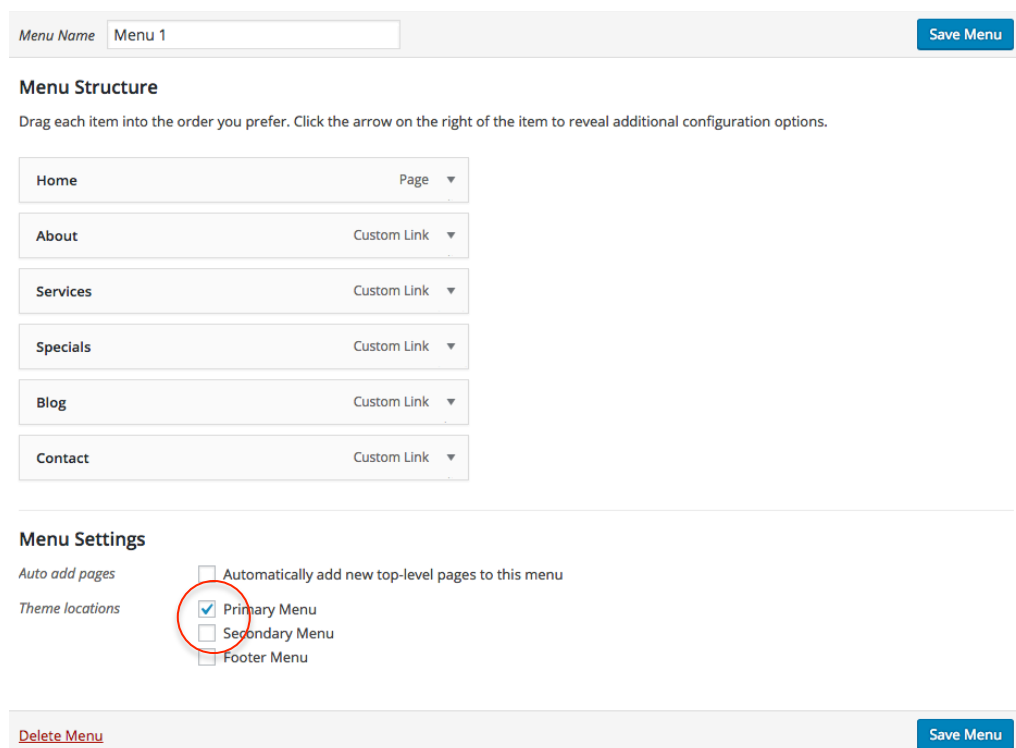 Menu Name Menu 1 Save Menu
Menu Structure
Drag each item into the order you prefer. Click the arrow on the right of the item to reveal additional configuration options.
Home Page
About Custom Link
Services Custom Link
Specials Custom Link
Blog Custom Link
Contact Custom Link
Menu Settings
Auto add pages Automatically add new top-level pages to this menu
Theme locations Primary Menu
Secondary Menu
Footer Menu
Delete Menu Save Menu